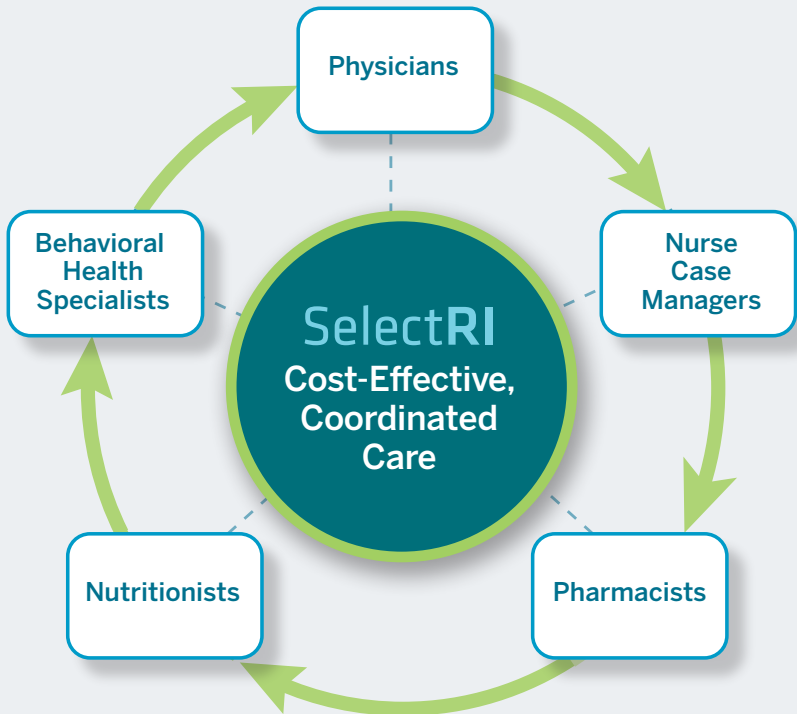 Physicians
Nurse
Case
Managers
Pharmacists
Nutritionists
Behavioral
Health
Specialists
SelectRI
Cost-Effective,
Coordinated
Care